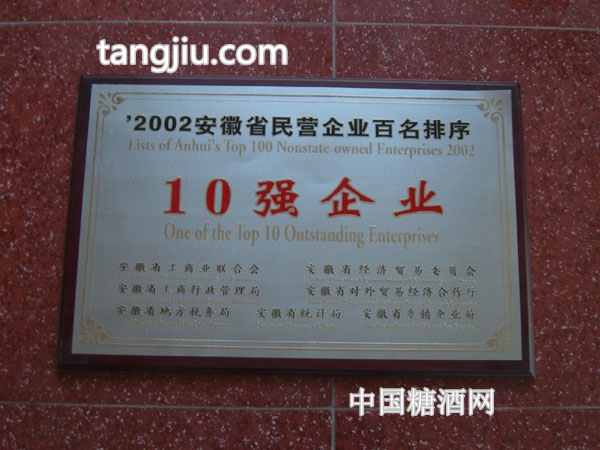 tangjiu.com
'2002安徽省民营企业百名排序
Lists of Anhui's Top 100 Nonstate-owned Enterprises 2002
10强企业
One of the Top 10 Outstanding Enterprises
安徽省工商业联合会 安徽省经济贸易委员会
安徽省工商行政管理局 安徽省对外贸易经济合作厅
安徽省地方税务局 安徽省统计局 安徽省乡镇企业局
中国糖酒网